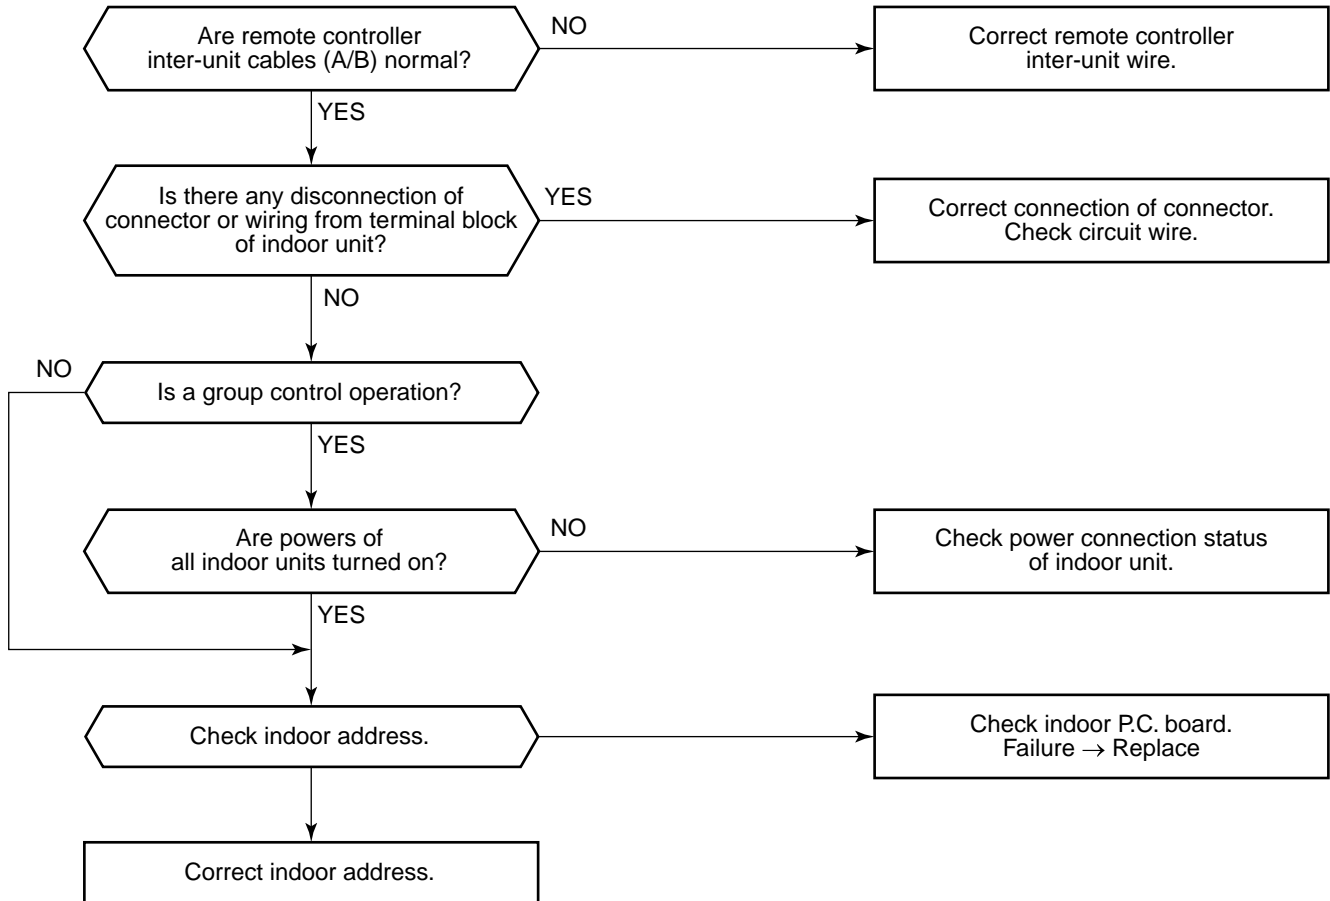 Are remote controller
inter-unit cables (A/B) normal?
NO
Correct remote controller
inter-unit wire.
YES
Is there any disconnection of
connector or wiring from terminal block
of indoor unit?
YES
Correct connection of connector.
Check circuit wire.
NO
NO
Is a group control operation?
YES
Are powers of
all indoor units turned on?
NO
Check power connection status
of indoor unit.
YES
Check indoor address.
Check indoor P.C. board.
Failure → Replace
Correct indoor address.